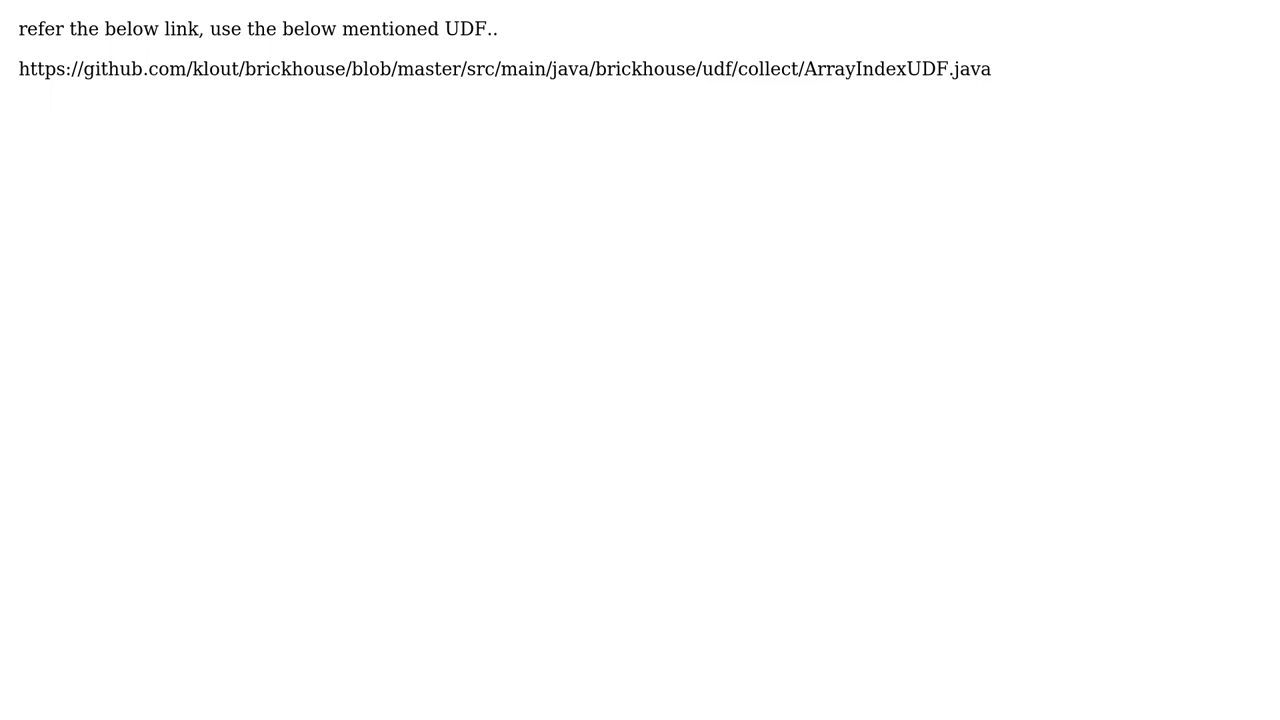 refer the below link, use the below mentioned UDF..
https://github.com/klout/brickhouse/blob/master/src/main/java/brickhouse/udf/collect/ArrayIndexUDF.java